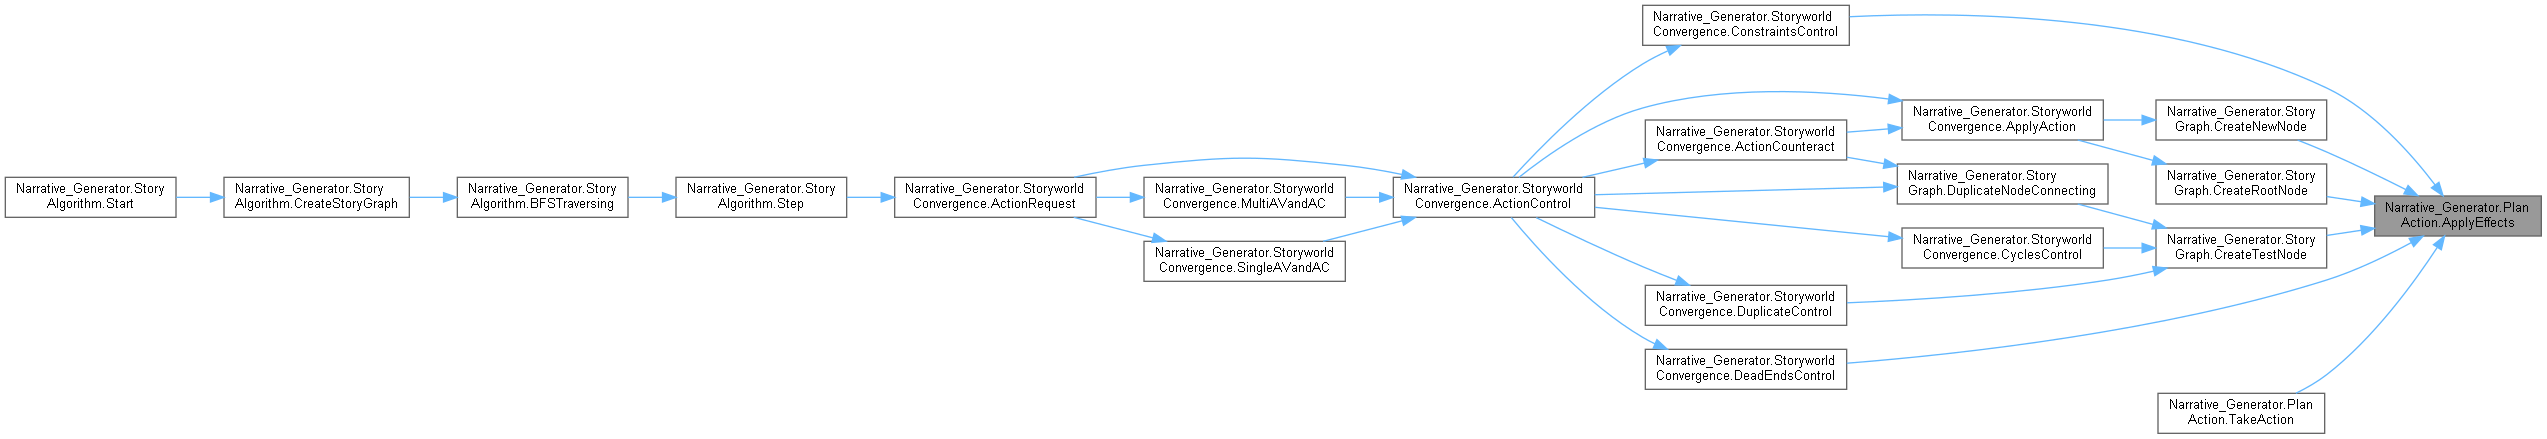 Narrative_Generator.Story
Algorithm.Start
Narrative_Generator.Story
Algorithm.CreateStoryGraph
Narrative_Generator.Story
Algorithm.BFSTraversing
Narrative_Generator.Story
Algorithm.Step
Narrative_Generator.Storyworld
Convergence.ActionRequest
Narrative_Generator.Storyworld
Convergence.MultiAVandAC
Narrative_Generator.Storyworld
Convergence.SingleAVandAC
Narrative_Generator.Storyworld
Convergence.ActionControl
Narrative_Generator.Storyworld
Convergence.ConstraintsControl
Narrative_Generator.Storyworld
Convergence.ActionCounteract
Narrative_Generator.Storyworld
Convergence.DuplicateControl
Narrative_Generator.Storyworld
Convergence.DeadEndsControl
Narrative_Generator.Storyworld
Convergence.ApplyAction
Narrative_Generator.Story
Graph.DuplicateNodeConnecting
Narrative_Generator.Storyworld
Convergence.CyclesControl
Narrative_Generator.Story
Graph.CreateNewNode
Narrative_Generator.Story
Graph.CreateRootNode
Narrative_Generator.Story
Graph.CreateTestNode
Narrative_Generator.Plan
Action.TakeAction
Narrative_Generator.Plan
Action.ApplyEffects